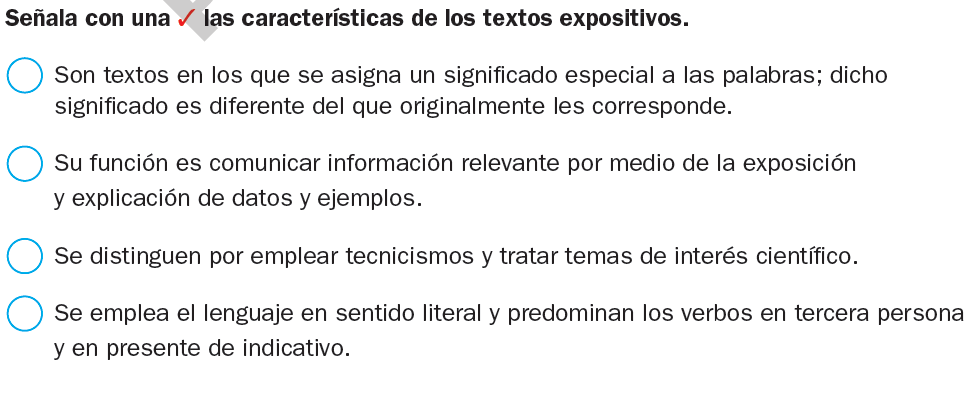 Señala con una ✓ las características de los textos expositivos.
Son textos en los que se asigna un significado especial a las palabras; dicho
significado es diferente del que originalmente les corresponde.
Su función es comunicar información relevante por medio de la exposición
y explicación de datos y ejemplos.
Se distinguen por emplear tecnicismos y tratar temas de interés científico.
Se emplea el lenguaje en sentido literal y predominan los verbos en tercera persona
y en presente de indicativo.